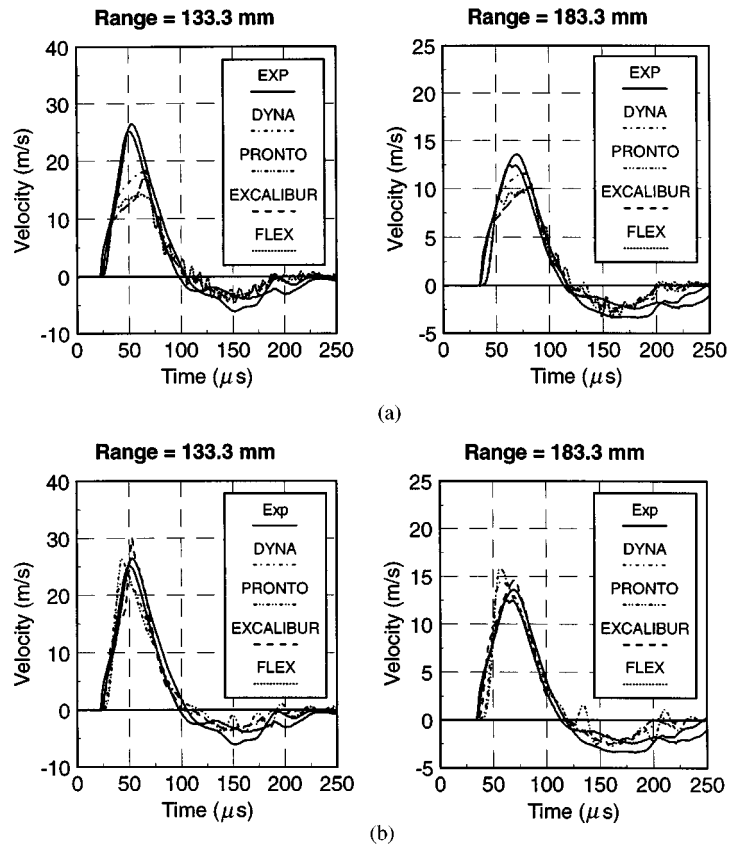 Range = 133.3 mm
40
30
20
10
0
-10
Velocity (m/s)
EXP
DYNA
PRONTO
EXCALIBUR
FLEX
0 50 100 150 200 250
Time (μs)
Range = 183.3 mm
25
20
15
10
5
0
-5
Velocity (m/s)
EXP
DYNA
PRONTO
EXCALIBUR
FLEX
0 50 100 150 200 250
Time (μs)
(a)
Range = 133.3 mm
40
30
20
10
0
-10
Velocity (m/s)
Exp
DYNA
PRONTO
EXCALIBUR
FLEX
0 50 100 150 200 250
Time (μs)
Range = 183.3 mm
25
20
15
10
5
0
-5
Velocity (m/s)
Exp
DYNA
PRONTO
EXCALIBUR
FLEX
0 50 100 150 200 250
Time (μs)
(b)